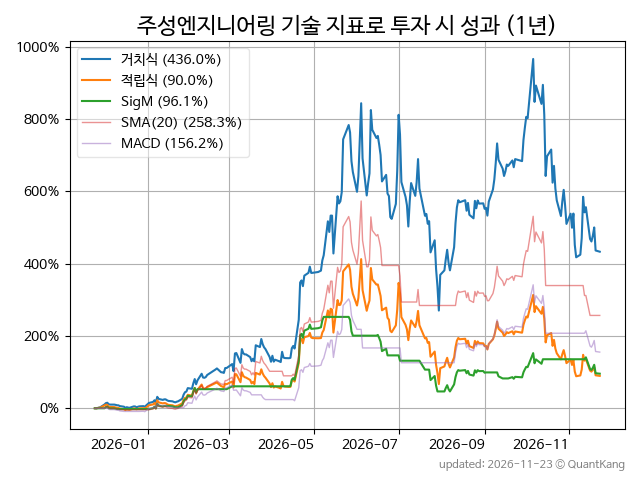 주성엔지니어링 기술 지표로 투자 시 성과 (1년)
1000%
800%
600%
400%
200%
0%
거치식 (436.0%)
적립식 (90.0%)
SigM (96.1%)
SMA(20) (258.3%)
MACD (156.2%)
2026-01 2026-03 2026-05 2026-07 2026-09 2026-11
updated: 2026-11-23 © QuantKang